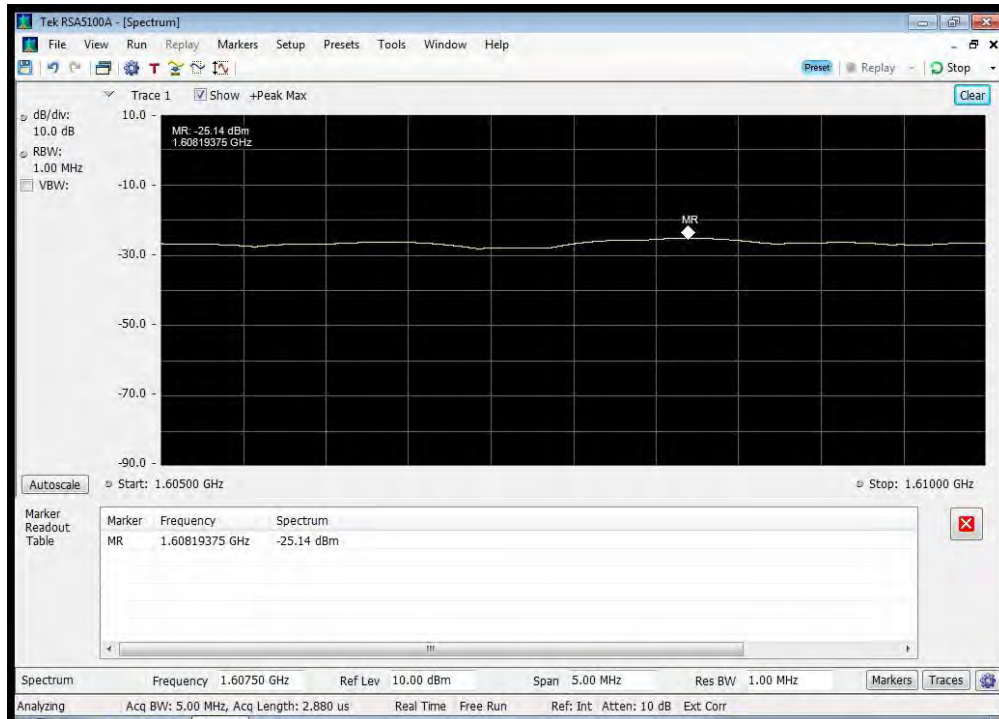 Tek RSA5100A - [Spectrum]
File View Run Replay Markers Setup Presets Tools Window Help
Preset Replay Stop
Trace 1 Show +Peak Max Clear
dB/div:
10.0 dB
RBW:
1.00 MHz
VBW:
10.0
-10.0
-30.0
-50.0
-70.0
-90.0
MR: -25.14 dBm
1.60819375 GHz
MR
Autoscale Start: 1.60500 GHz Stop: 1.61000 GHz
Marker
Readout
Table
Marker Frequency Spectrum
MR 1.60819375 GHz -25.14 dBm
Spectrum Frequency 1.60750 GHz Ref Lev 10.00 dBm Span 5.00 MHz Res BW 1.00 MHz Markers Traces
Analyzing Acq BW: 5.00 MHz, Acq Length: 2.880 us Real Time Free Run Ref: Int Atten: 10 dB Ext Corr